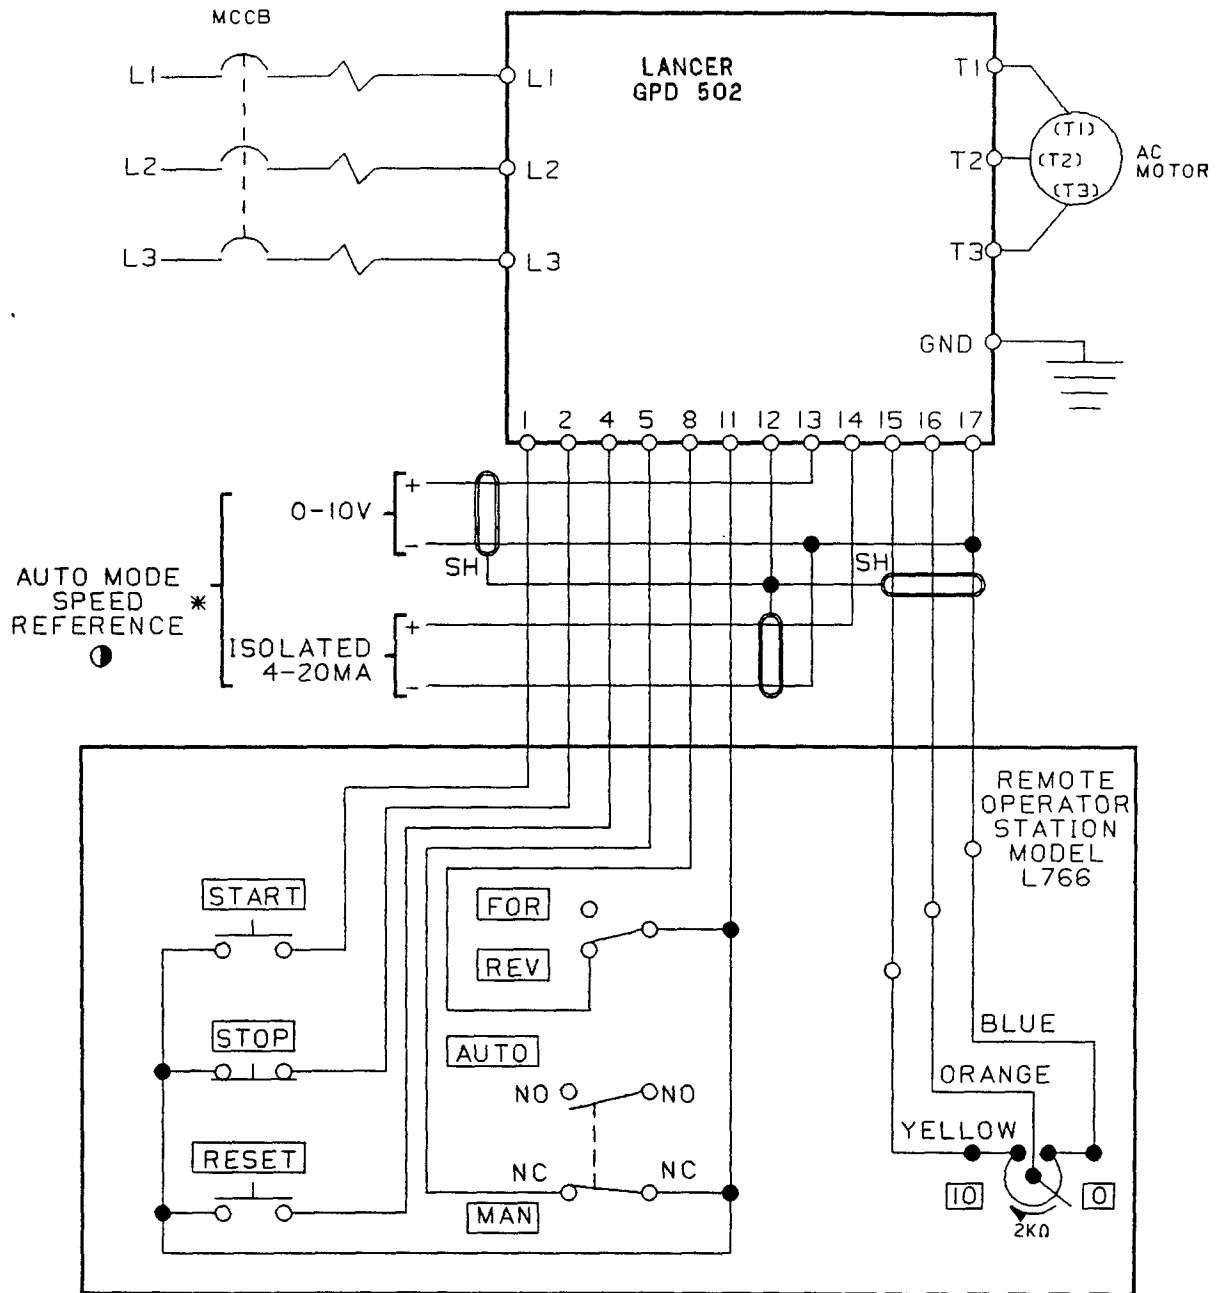 MCCB
L1
L1
LANCER
GPD 502
T1
(T1)
L2
L2
T2
(T2)
AC
MOTOR
(T3)
L3
L3
T3
GND
1 2 4 5 8 11 12 13 14 15 16 17
+
0-10V
-
SH
SH
AUTO MODE
SPEED
REFERENCE
*
+
ISOLATED
4-20MA
-
REMOTE
OPERATOR
STATION
MODEL
L766
START
FOR
REV
STOP
AUTO
BLUE
NO NO
ORANGE
YELLOW
RESET
NC NC
MAN
10
0
2KΩ